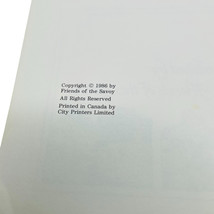 Copyright © 1986 by
Friends of the Savoy
All Rights Reserved
Printed in Canada by
City Printers Limited